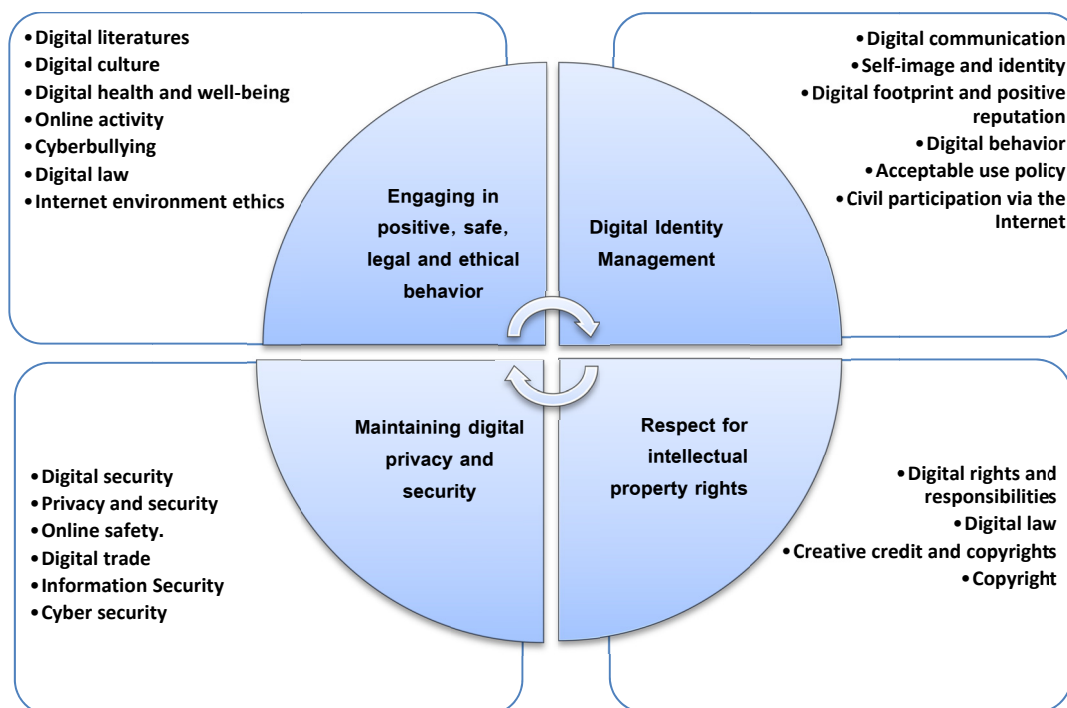 •Digital literatures
•Digital culture
•Digital health and well-being
•Online activity
•Cyberbullying
•Digital law
•Internet environment ethics
Engaging in
positive, safe,
legal and ethical
behavior
•Digital communication
•Self-image and identity
•Digital footprint and positive
reputation
•Digital behavior
•Acceptable use policy
•Civil participation via the
Internet
Digital Identity
Management
Maintaining digital
privacy and
security
•Digital security
•Privacy and security
•Online safety.
•Digital trade
•Information Security
•Cyber security
Respect for
intellectual
property rights
•Digital rights and
responsibilities
•Digital law
•Creative credit and copyrights
•Copyright